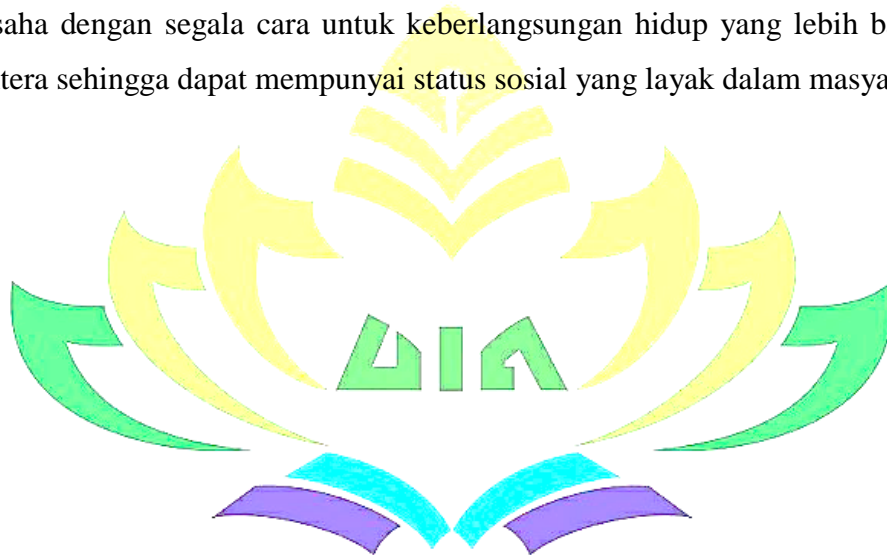 saha dengan segala cara untuk keberlangsungan hidup yang lebih b
tera sehingga dapat mempunyai status sosial yang layak dalam masya
UIN